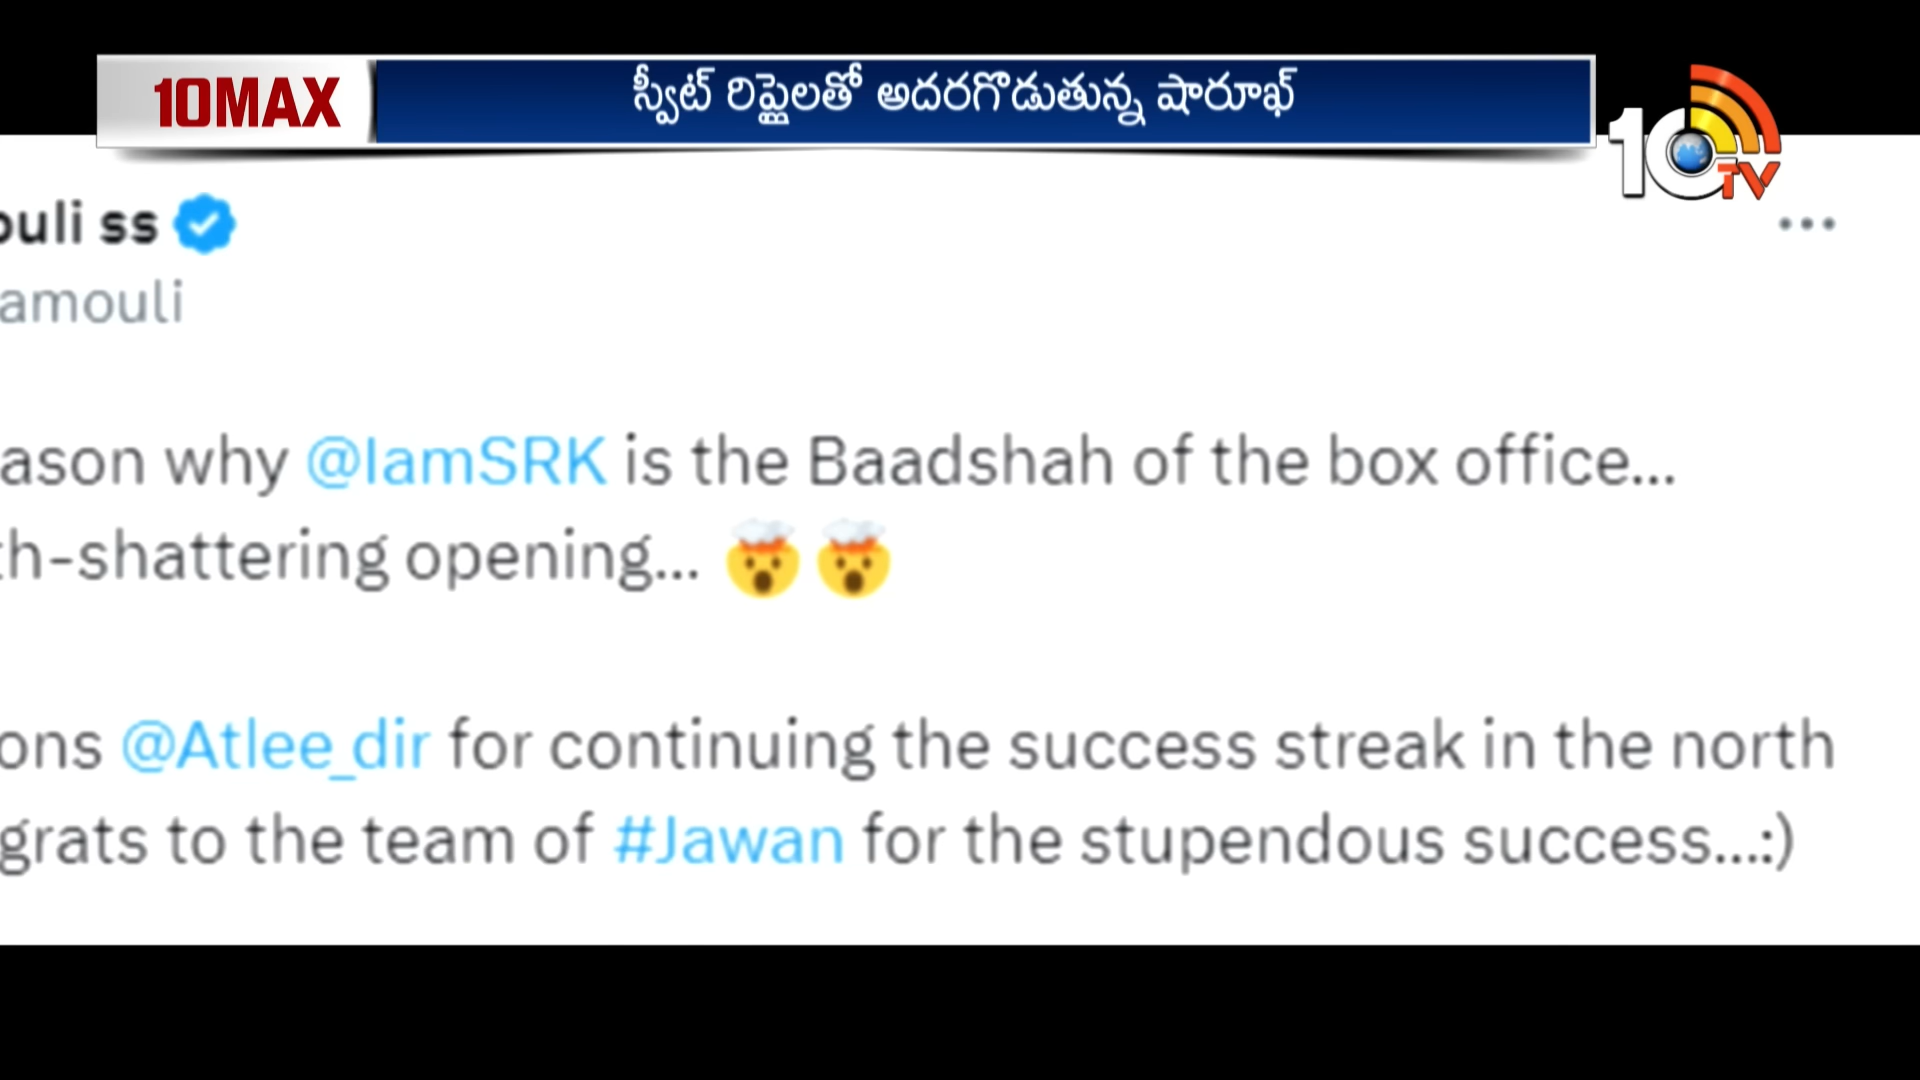 10MAX
స్వీట్ రిప్లైలతో అదరగొడుతున్న షారూఖ్
10TV
ouli ss
amouli
ason why @IamSRK is the Baadshah of the box office...
th-shattering opening... 🤯🤯
ons @Atlee_dir for continuing the success streak in the north
grats to the team of #Jawan for the stupendous success...:)